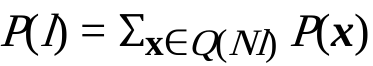 P(l) = Σ_{x∈Q(Nl)} P(x)